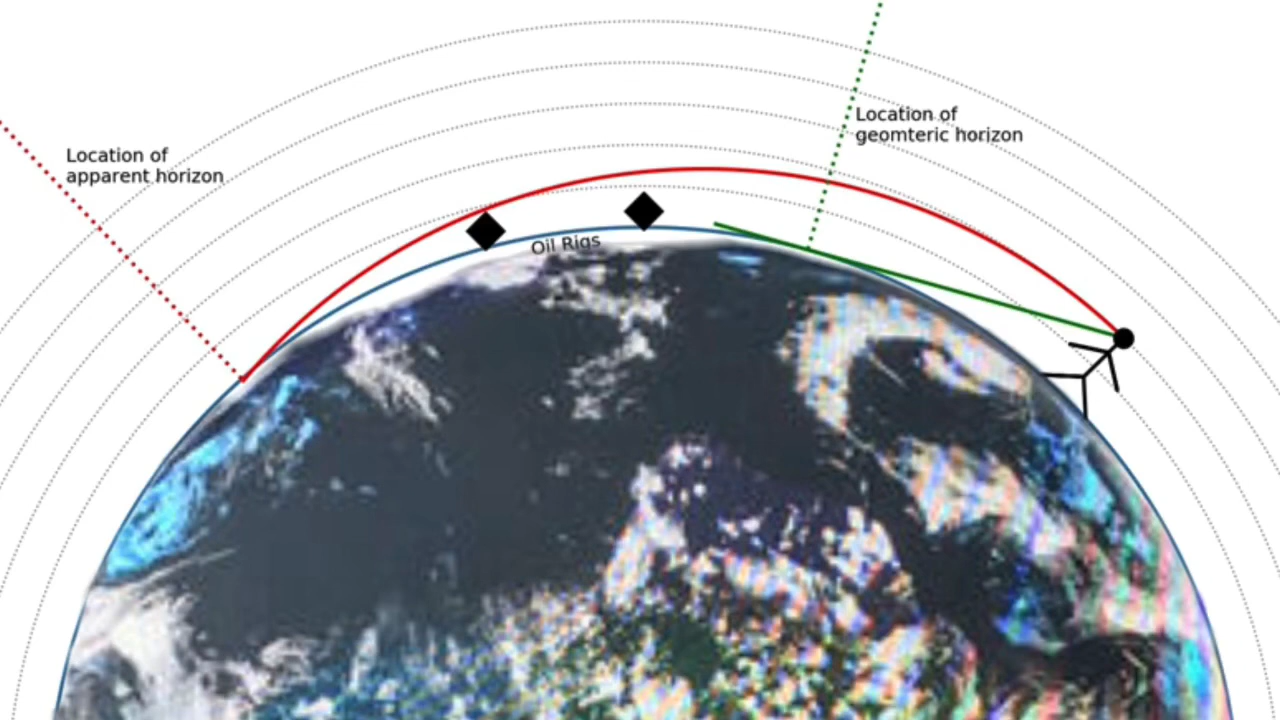 Location of
geomteric horizon
Location of
apparent horizon
Oil Rigs